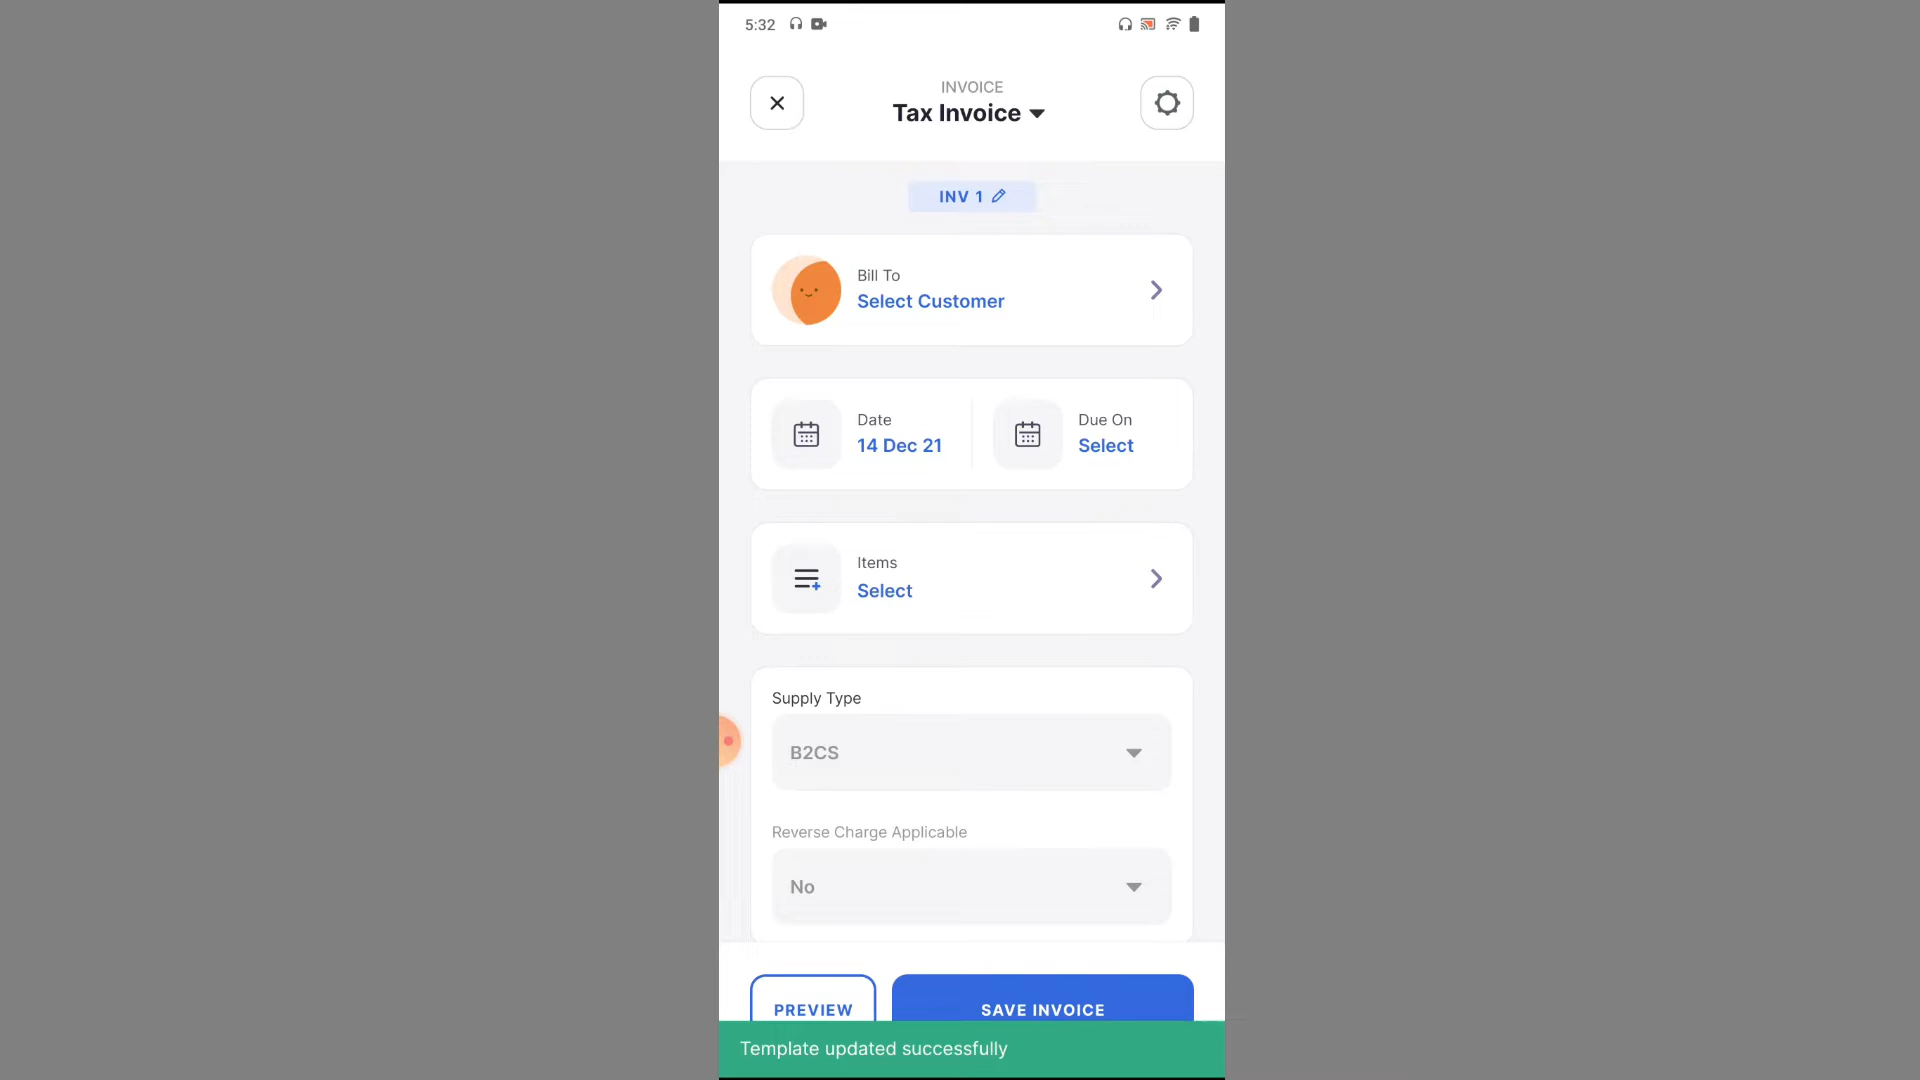 5:32
INVOICE
Tax Invoice
INV 1
Bill To
Select Customer
Date
14 Dec 21
Due On
Select
Items
Select
Supply Type
B2CS
Reverse Charge Applicable
No
PREVIEW
SAVE INVOICE
Template updated successfully